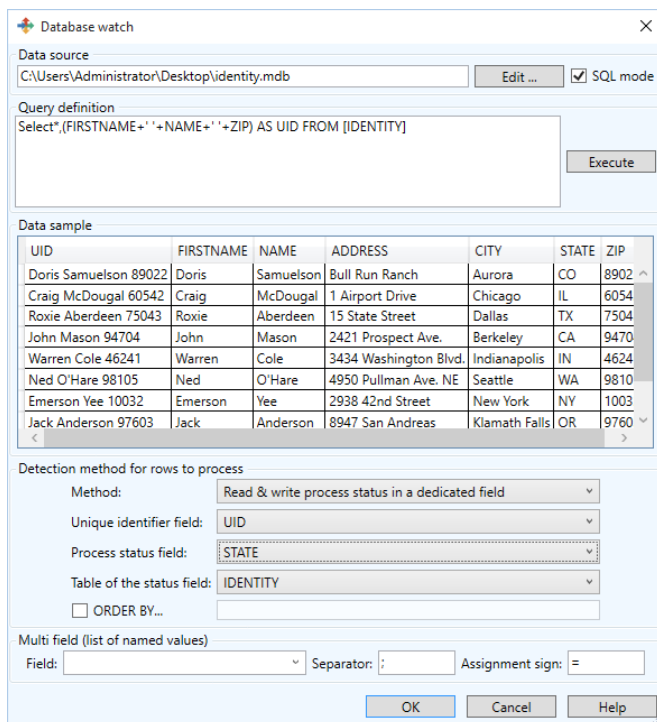 Database watch
Data source
C:\Users\Administrator\Desktop\identity.mdb Edit ... SQL mode
Query definition
Select*,(FIRSTNAME+' '+NAME+' '+ZIP) AS UID FROM [IDENTITY]
Execute
Data sample
UID FIRSTNAME NAME ADDRESS CITY STATE ZIP
Doris Samuelson 89022 Doris Samuelson Bull Run Ranch Aurora CO 8902
Craig McDougal 60542 Craig McDougal 1 Airport Drive Chicago IL 6054
Roxie Aberdeen 75043 Roxie Aberdeen 15 State Street Dallas TX 7504
John Mason 94704 John Mason 2421 Prospect Ave. Berkeley CA 9470
Warren Cole 46241 Warren Cole 3434 Washington Blvd. Indianapolis IN 4624
Ned O'Hare 98105 Ned O'Hare 4950 Pullman Ave. NE Seattle WA 9810
Emerson Yee 10032 Emerson Yee 2938 42nd Street New York NY 1003
Jack Anderson 97603 Jack Anderson 8947 San Andreas Klamath Falls OR 9760
Detection method for rows to process
Method: Read & write process status in a dedicated field
Unique identifier field: UID
Process status field: STATE
Table of the status field: IDENTITY
ORDER BY...
Multi field (list of named values)
Field: Separator: ; Assignment sign: =
OK Cancel Help